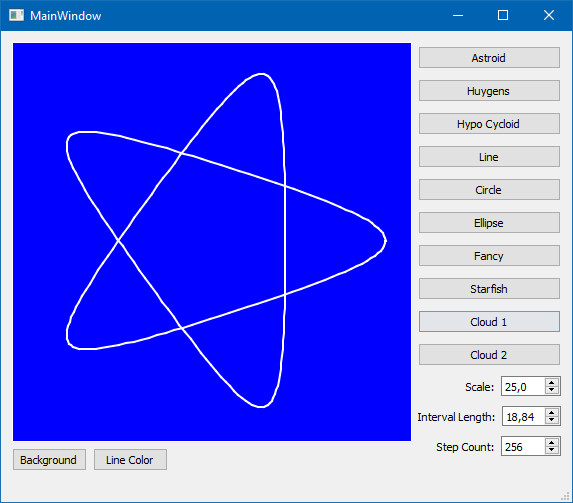 MainWindow
Astroid
Huygens
Hypo Cycloid
Line
Circle
Ellipse
Fancy
Starfish
Cloud 1
Cloud 2
Scale: 25,0
Interval Length: 18,84
Step Count: 256
Background Line Color